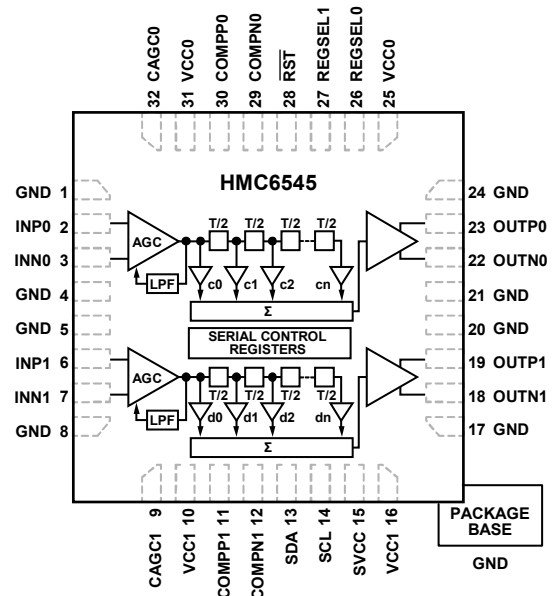 32 CAGC0
31 VCC0
30 COMPP0
29 COMPN0
28 RST
27 REGSEL1
26 REGSEL0
25 VCC0
HMC6545
GND 1
INP0 2
INN0 3
GND 4
GND 5
INP1 6
INN1 7
GND 8
24 GND
23 OUTP0
22 OUTN0
21 GND
20 GND
19 OUTP1
18 OUTN1
17 GND
AGC
T/2 T/2 T/2 T/2
LPF
c0 c1 c2 cn
Σ
SERIAL CONTROL
REGISTERS
AGC
T/2 T/2 T/2 T/2
LPF
d0 d1 d2 dn
Σ
CAGC1 9
VCC1 10
COMPP1 11
COMPN1 12
SDA 13
SCL 14
SVCC 15
VCC1 16
PACKAGE
BASE
GND